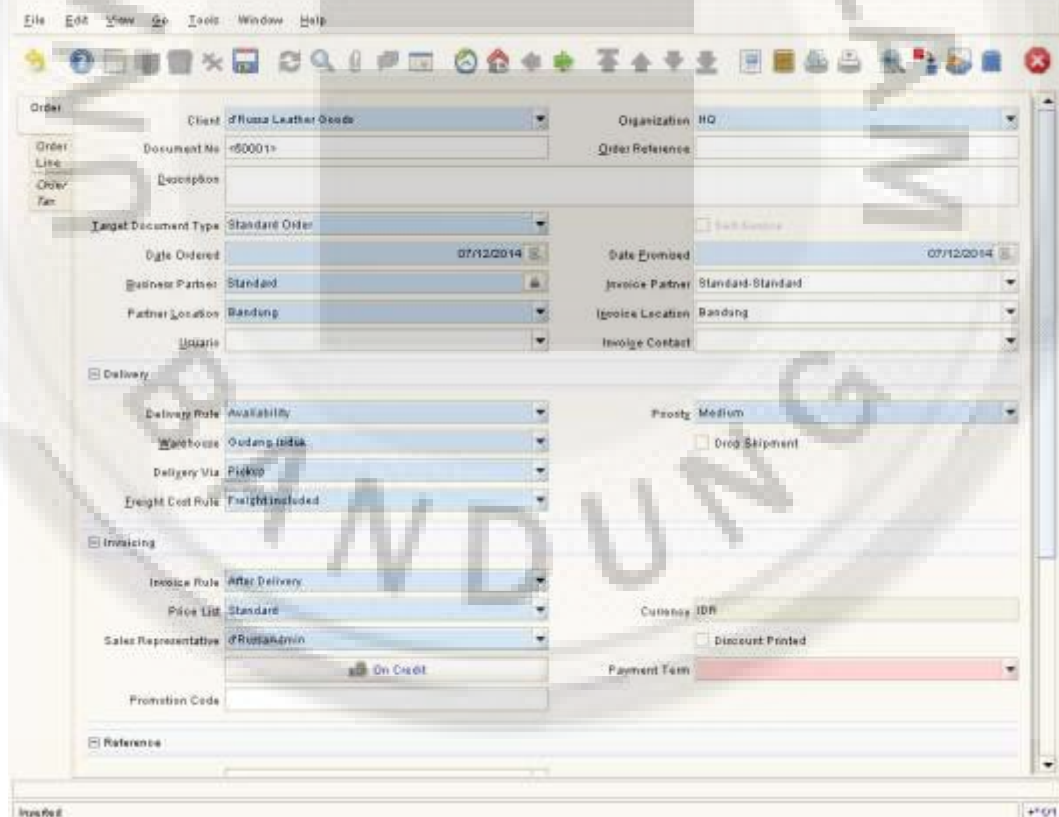 File Edit View Go Tools Window Help
Order
Client d'Russa Leather Goods Organization HQ
Order Line
Document No <50001> Order Reference
Order Tax
Description
Target Document Type Standard Order Self-Service
Date Ordered 07/12/2014 Date Promised 07/12/2014
Business Partner Standard Invoice Partner Standard-Standard
Partner Location Bandung Invoice Location Bandung
Usuario Invoice Contact
Delivery
Delivery Rule Availability Priority Medium
Warehouse Gudang Induk Drop Shipment
Delivery Via Pickup
Freight Cost Rule Freight included
Invoicing
Invoice Rule After Delivery
Price List Standard Currency IDR
Sales Representative d'RussaAdmin Discount Printed
On Credit Payment Term
Promotion Code
Reference
Inserted
BANDUNG